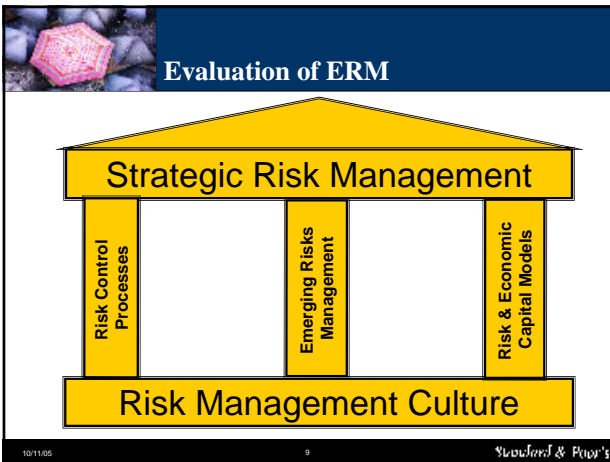 Evaluation of ERM
Strategic Risk Management
Risk Control
Processes
Emerging Risks
Management
Risk & Economic
Capital Models
Risk Management Culture
10/11/05
9
Standard & Poor's